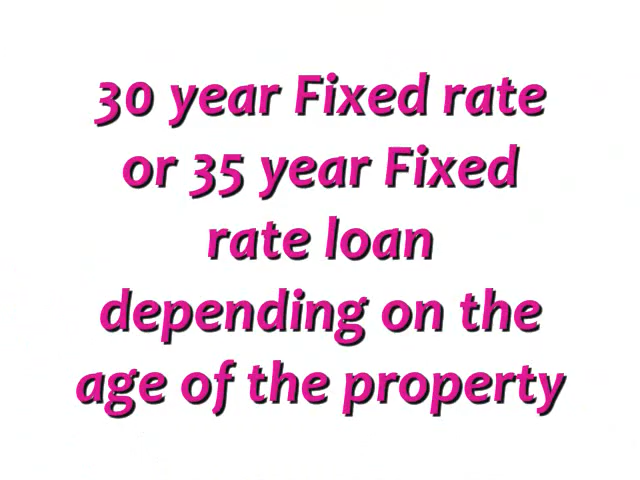 30 year Fixed rate
or 35 year Fixed
rate loan
depending on the
age of the property